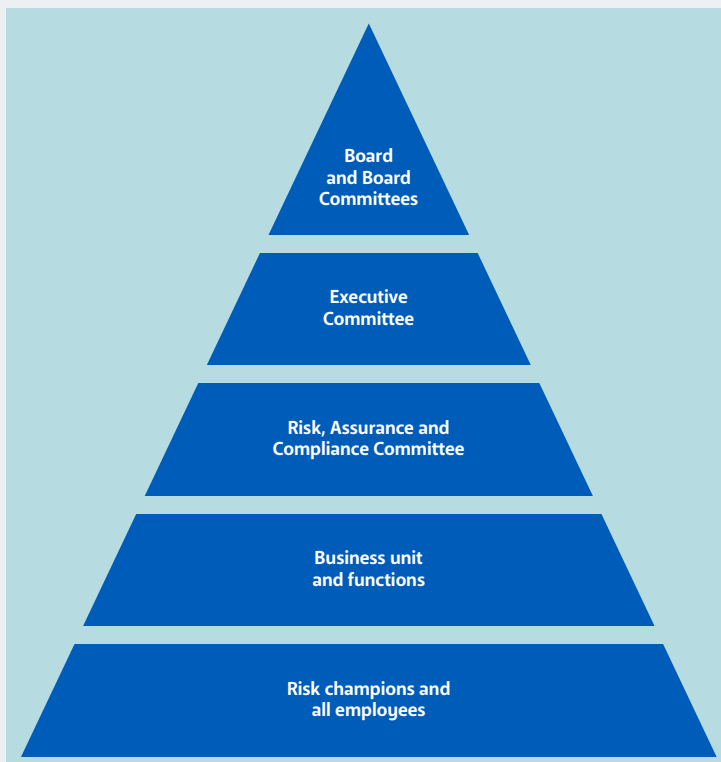 Board
and Board
Committees
Executive
Committee
Risk, Assurance and
Compliance Committee
Business unit
and functions
Risk champions and
all employees